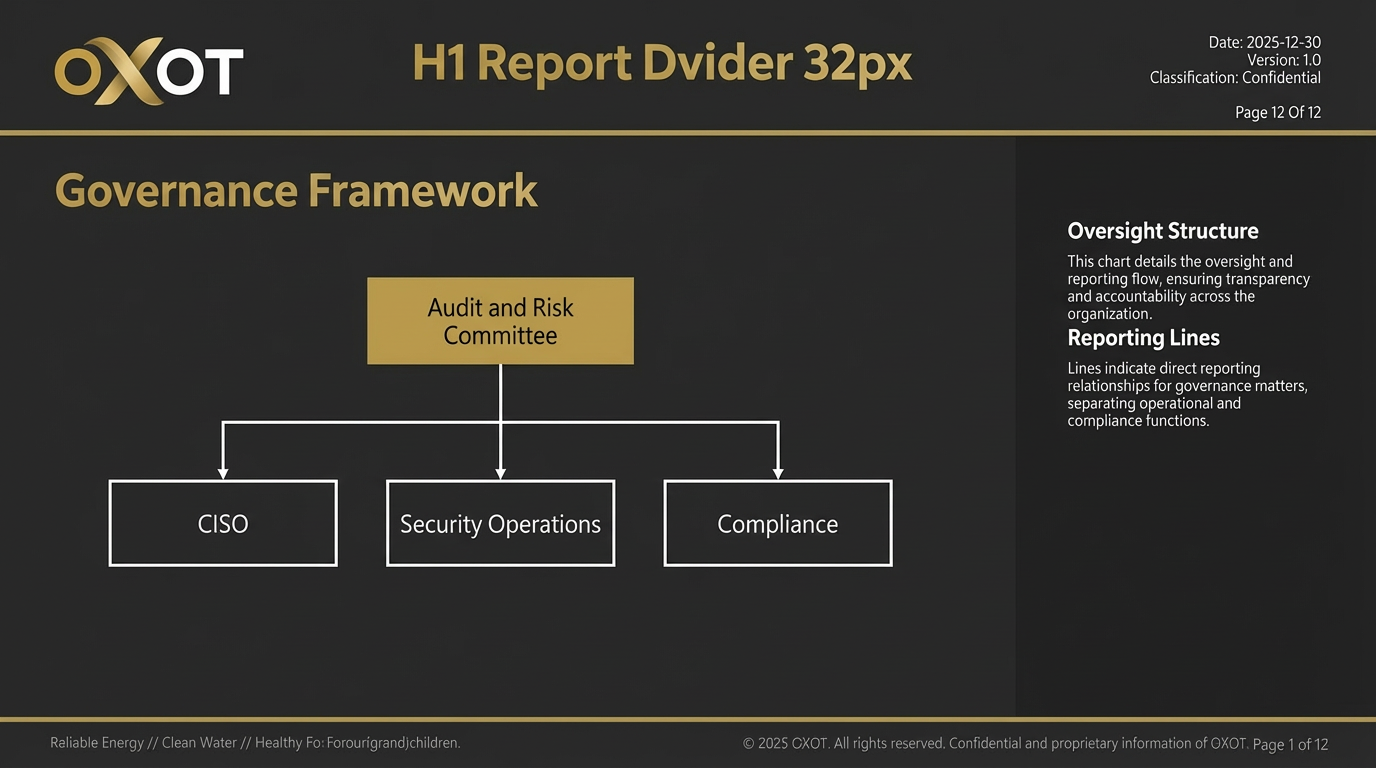 OXOT
H1 Report Dvider 32px
Date: 2025-12-30
Version: 1.0
Classification: Confidential
Page 12 Of 12
Governance Framework
Audit and Risk
Committee
CISO
Security Operations
Compliance
Oversight Structure
This chart details the oversight and
reporting flow, ensuring transparency
and accountability across the
organization.
Reporting Lines
Lines indicate direct reporting
relationships for governance matters,
separating operational and
compliance functions.
Raliable Energy // Clean Water // Healthy
© 2025 OXOT. All rights reserved. Confidential and proprietary information of OXOT. Page 1 of 12